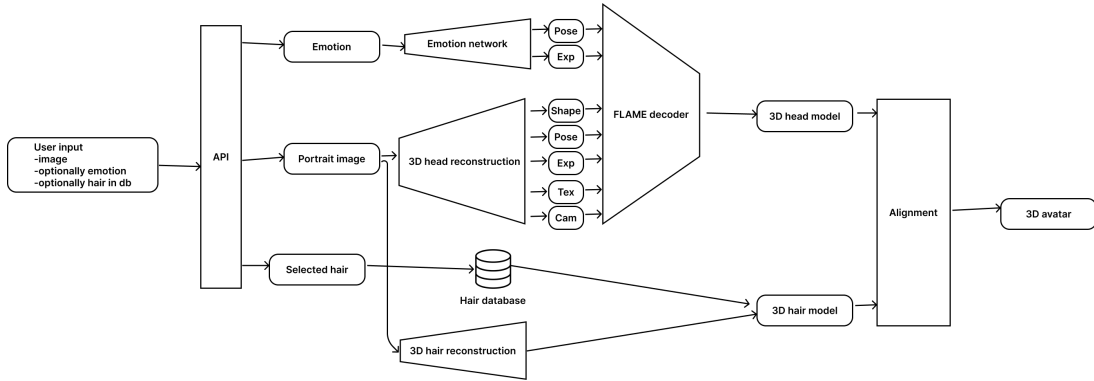 User input
-image
-optionally emotion
-optionally hair in db
API
Emotion
Emotion network
Pose
Exp
Portrait image
3D head reconstruction
Shape
Pose
Exp
Tex
Cam
FLAME decoder
3D head model
Selected hair
Hair database
3D hair reconstruction
3D hair model
Alignment
3D avatar